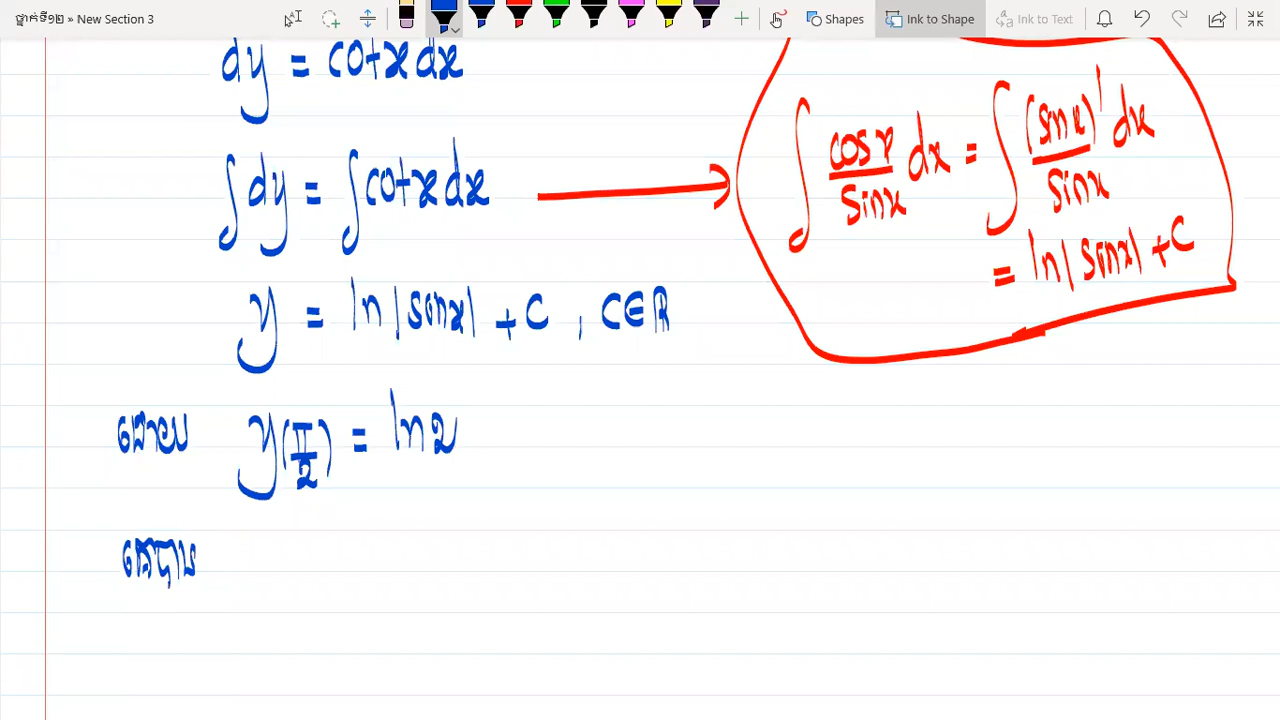 ថ្នាក់ទី១២ » New Section 3
Shapes
Ink to Shape
Ink to Text
dy = cotx dx
∫dy = ∫cotx dx
y = ln|sinx| + c , c∈R
ដោយ y(π/2) = ln2
គេបាន
∫ cosx/sinx dx = ∫ (sinx)'/sinx dx
= ln|sinx| + c